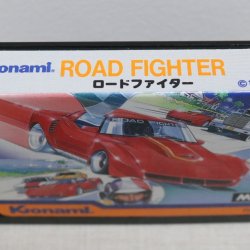 Konami® ROAD FIGHTER
ロードファイター
ROAD FIGHTER
Konami®